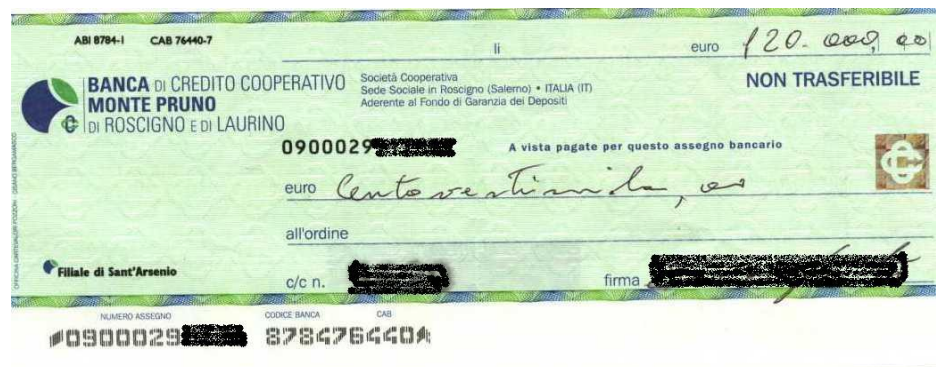 ABI 8784-I CAB 76440-7
lì euro 120.000,00
BANCA DI CREDITO COOPERATIVO
MONTE PRUNO
DI ROSCIGNO E DI LAURINO
Società Cooperativa
Sede Sociale in Roscigno (Salerno) • ITALIA (IT)
Aderente al Fondo di Garanzia dei Depositi
NON TRASFERIBILE
0900029 A vista pagate per questo assegno bancario
euro Centoventimila,00
all'ordine
Filiale di Sant'Arsenio
c/c n. firma
NUMERO ASSEGNO CODICE BANCA CAB
0900029 878476440